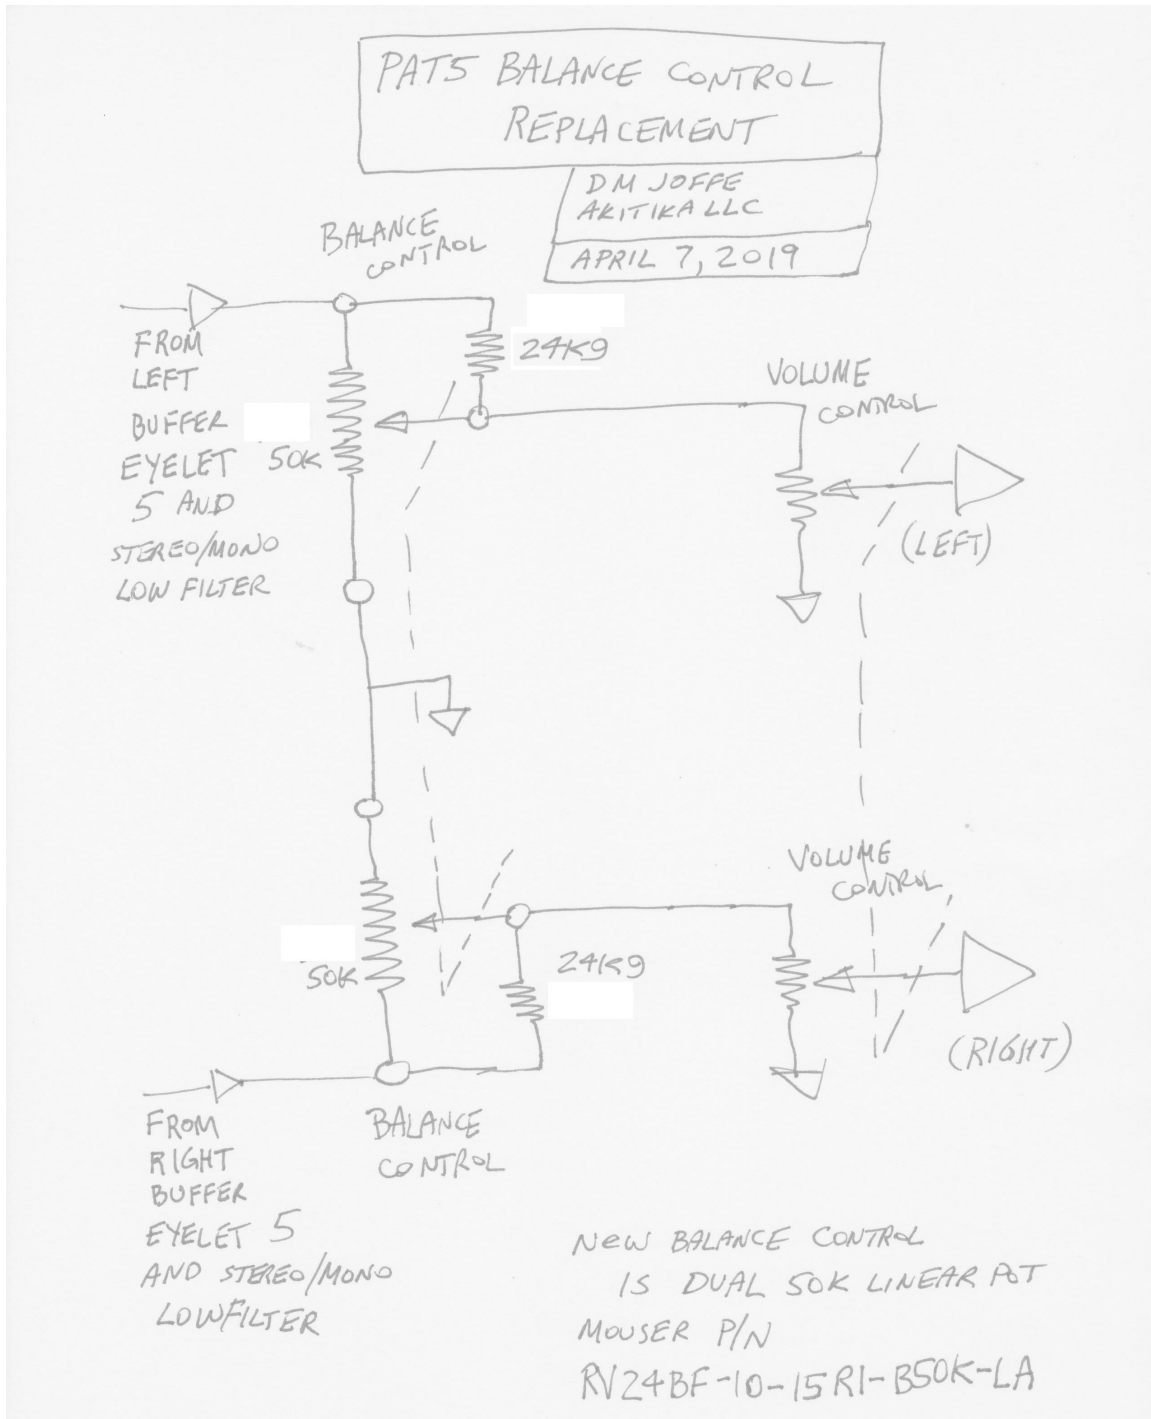 PAT5 BALANCE CONTROL
REPLACEMENT
DM JOFFE
AKITIKA LLC
APRIL 7, 2019
BALANCE
CONTROL
FROM
LEFT
BUFFER
EYELET
5 AND
STEREO/MONO
LOW FILTER
50K
24K9
VOLUME
CONTROL
(LEFT)
VOLUME
CONTROL
50K
24K9
(RIGHT)
FROM
RIGHT
BUFFER
EYELET 5
AND STEREO/MONO
LOWFILTER
BALANCE
CONTROL
NEW BALANCE CONTROL
IS DUAL 50K LINEAR POT
MOUSER P/N
RV24BF-10-15R1-B50K-LA